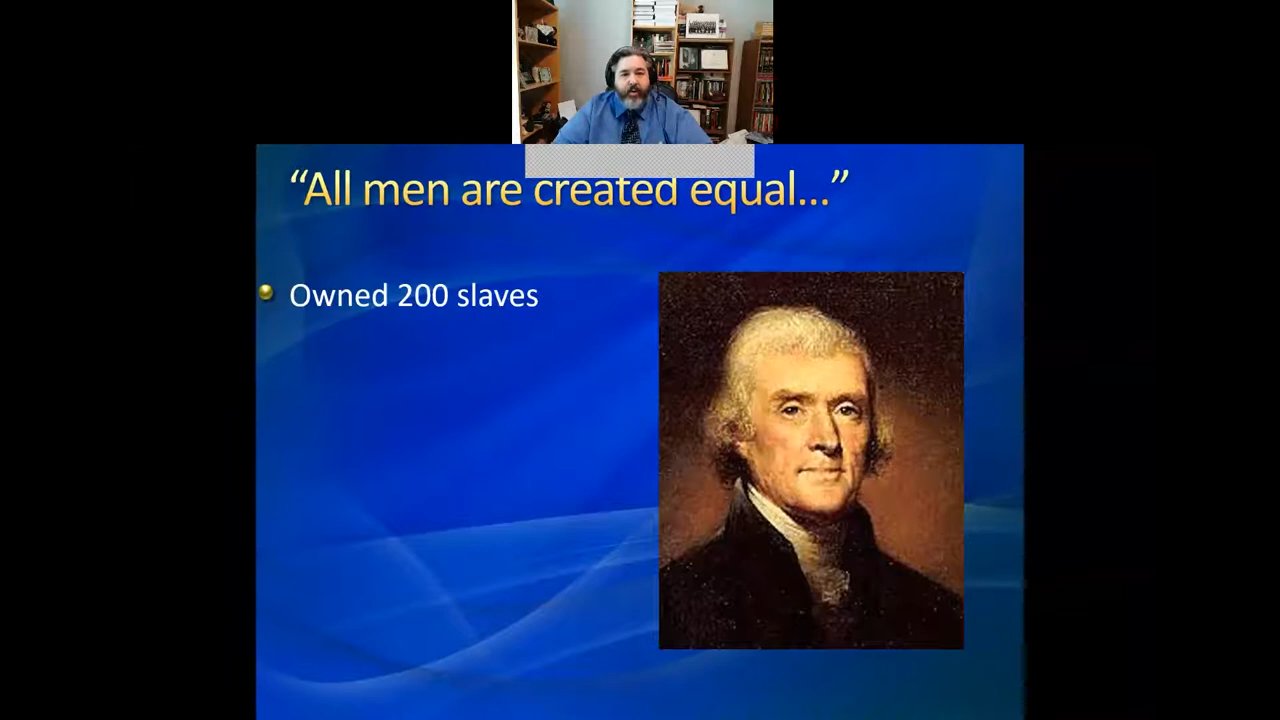 “All men are created equal...”
Owned 200 slaves